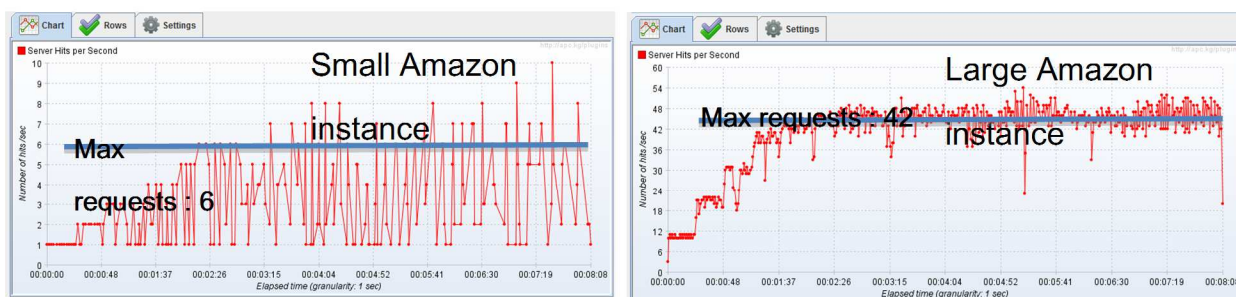 Chart Rows Settings
Server Hits per Second
Small Amazon
instance
Max
requests : 6
Number of hits /sec
10
9
8
7
6
5
4
3
2
1
0
00:00:00 00:00:48 00:01:37 00:02:26 00:03:15 00:04:04 00:04:52 00:05:41 00:06:30 00:07:19 00:08:08
Elapsed time (granularity: 1 sec)
Chart Rows Settings
Server Hits per Second
Large Amazon
Max requests : 42
instance
Number of hits /sec
60
54
48
42
36
30
24
18
12
6
0
00:00:00 00:00:48 00:01:37 00:02:26 00:03:15 00:04:04 00:04:52 00:05:41 00:06:30 00:07:19 00:08:08
Elapsed time (granularity: 1 sec)